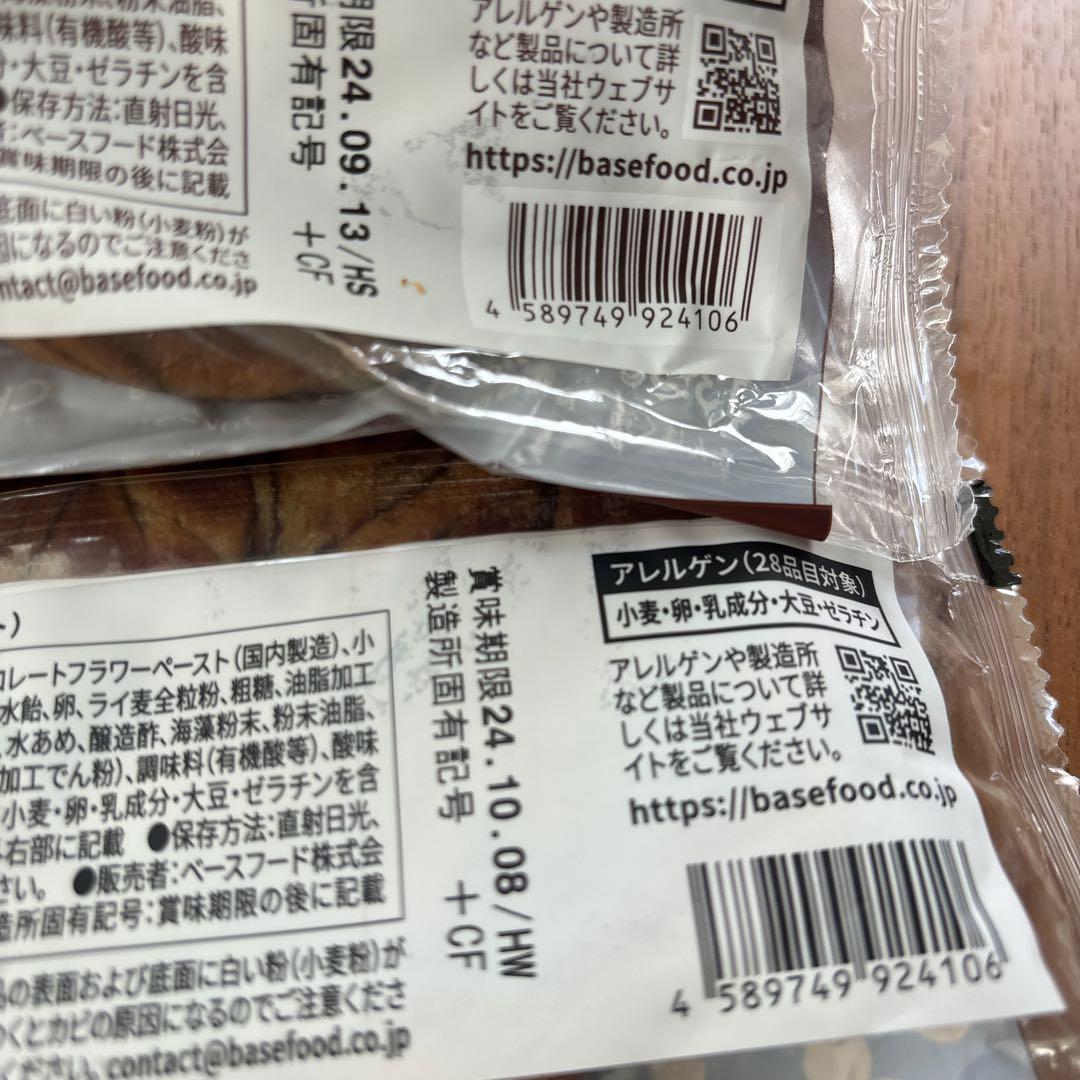 味料(有機酸等)、酸味
・大豆・ゼラチンを含
●保存方法:直射日光、
:ベースフード株式会
賞味期限の後に記載
底面に白い粉(小麦粉)が
因になるのでご注意くださ
ntact@basefood.co.jp
期限24.09.13/HS
所固有記号 +CF
アレルゲンや製造所
など製品について詳
しくは当社ウェブサ
イトをご覧ください。
https://basefood.co.jp
4 589749 924106
ト)
コレートフラワーペースト(国内製造)、小
水飴、卵、ライ麦全粒粉、粗糖、油脂加工
、水あめ、醸造酢、海藻粉末、粉末油脂、
加工でん粉)、調味料(有機酸等)、酸味
小麦・卵・乳成分・大豆・ゼラチンを含
右部に記載 ●保存方法:直射日光、
さい。 ●販売者:ベースフード株式会
造所固有記号:賞味期限の後に記載
の表面および底面に白い粉(小麦粉)が
くとカビの原因になるのでご注意くださ
ください。contact@basefood.co.jp
賞味期限24.10.08/HW
製造所固有記号 +CF
アレルゲン(28品目対象)
小麦・卵・乳成分・大豆・ゼラチン
アレルゲンや製造所
など製品について詳
しくは当社ウェブサ
イトをご覧ください。
https://basefood.co.jp
4 589749 924106